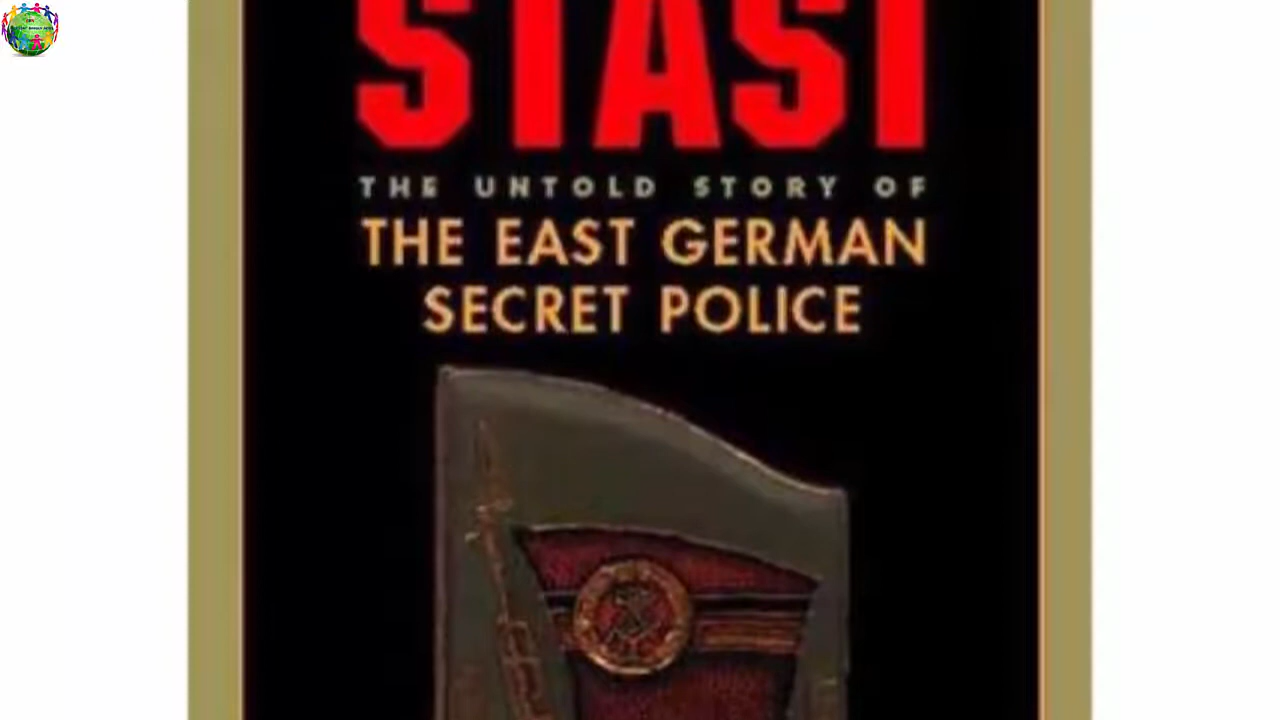 STASI
THE UNTOLD STORY OF
THE EAST GERMAN
SECRET POLICE